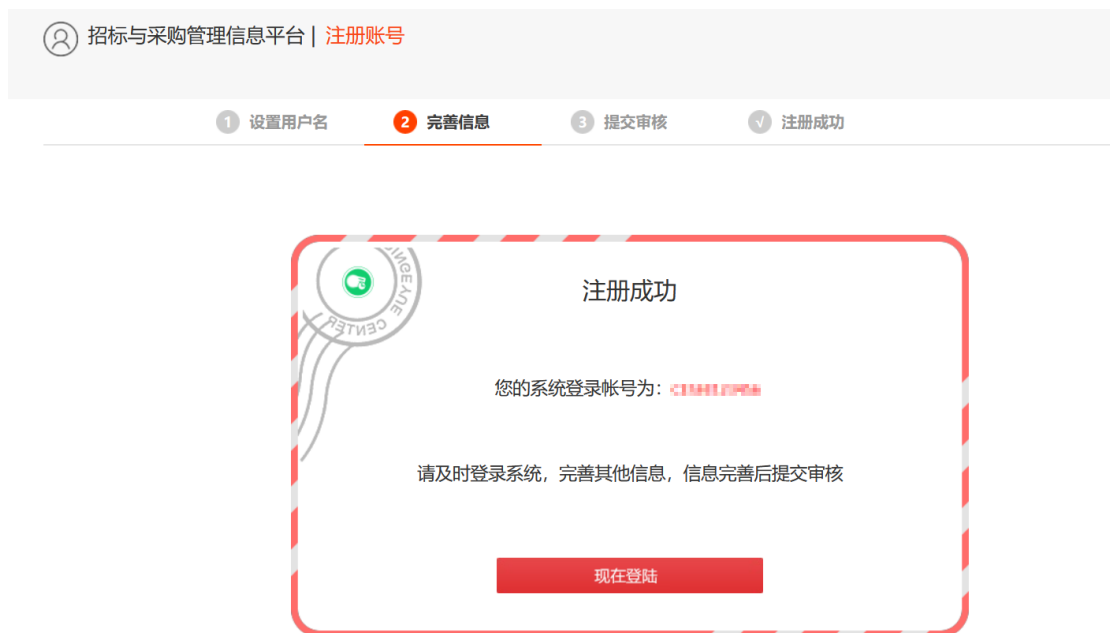 招标与采购管理信息平台 | 注册账号
1 设置用户名 2 完善信息 3 提交审核 √ 注册成功
CENTER
注册成功
您的系统登录帐号为：
请及时登录系统，完善其他信息，信息完善后提交审核
现在登陆